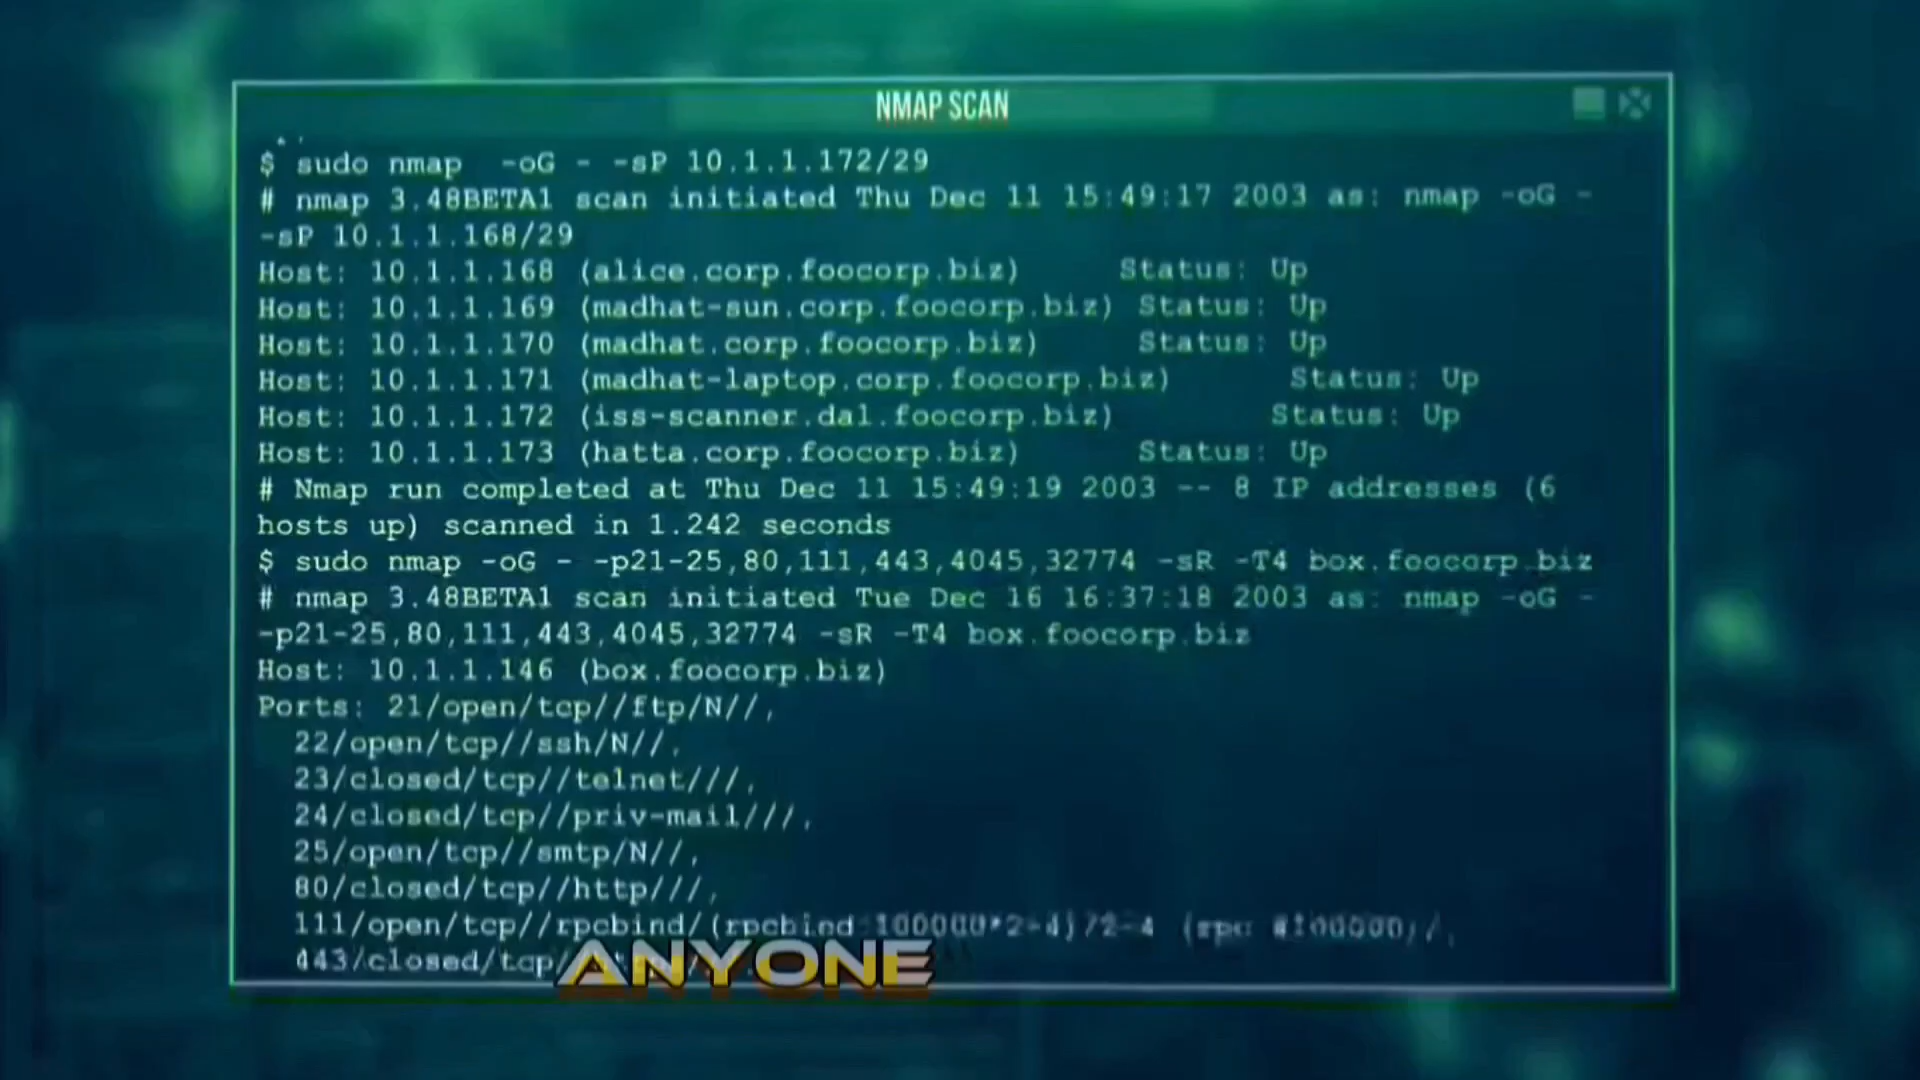 NMAP SCAN
$ sudo nmap -oG - -sP 10.1.1.172/29
# nmap 3.48BETA1 scan initiated Thu Dec 11 15:49:17 2003 as: nmap -oG -
-sP 10.1.1.168/29
Host: 10.1.1.168 (alice.corp.foocorp.biz) Status: Up
Host: 10.1.1.169 (madhat-sun.corp.foocorp.biz) Status: Up
Host: 10.1.1.170 (madhat.corp.foocorp.biz) Status: Up
Host: 10.1.1.171 (madhat-laptop.corp.foocorp.biz) Status: Up
Host: 10.1.1.172 (iss-scanner.dal.foocorp.biz) Status: Up
Host: 10.1.1.173 (hatta.corp.foocorp.biz) Status: Up
# Nmap run completed at Thu Dec 11 15:49:19 2003 -- 8 IP addresses (6
hosts up) scanned in 1.242 seconds
$ sudo nmap -oG - -p21-25,80,111,443,4045,32774 -sR -T4 box.foocorp.biz
# nmap 3.48BETA1 scan initiated Tue Dec 16 16:37:18 2003 as: nmap -oG -
-p21-25,80,111,443,4045,32774 -sR -T4 box.foocorp.biz
Host: 10.1.1.146 (box.foocorp.biz)
Ports: 21/open/tcp//ftp/N//,
22/open/tcp//ssh/N//,
23/closed/tcp//telnet///,
24/closed/tcp//priv-mail///,
25/open/tcp//smtp/N//,
80/closed/tcp//http///,
111/open/tcp//rpcbind/(rpcbind
443/closed/tcp/
ANYONE